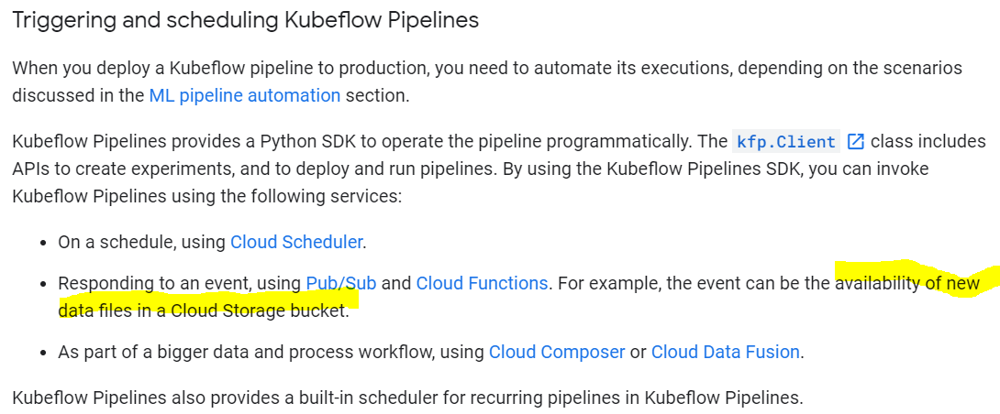 Triggering and scheduling Kubeflow Pipelines
When you deploy a Kubeflow pipeline to production, you need to automate its executions, depending on the scenarios
discussed in the ML pipeline automation section.
Kubeflow Pipelines provides a Python SDK to operate the pipeline programmatically. The kfp.Client class includes
APIs to create experiments, and to deploy and run pipelines. By using the Kubeflow Pipelines SDK, you can invoke
Kubeflow Pipelines using the following services:
• On a schedule, using Cloud Scheduler.
• Responding to an event, using Pub/Sub and Cloud Functions. For example, the event can be the availability of new
data files in a Cloud Storage bucket.
• As part of a bigger data and process workflow, using Cloud Composer or Cloud Data Fusion.
Kubeflow Pipelines also provides a built-in scheduler for recurring pipelines in Kubeflow Pipelines.